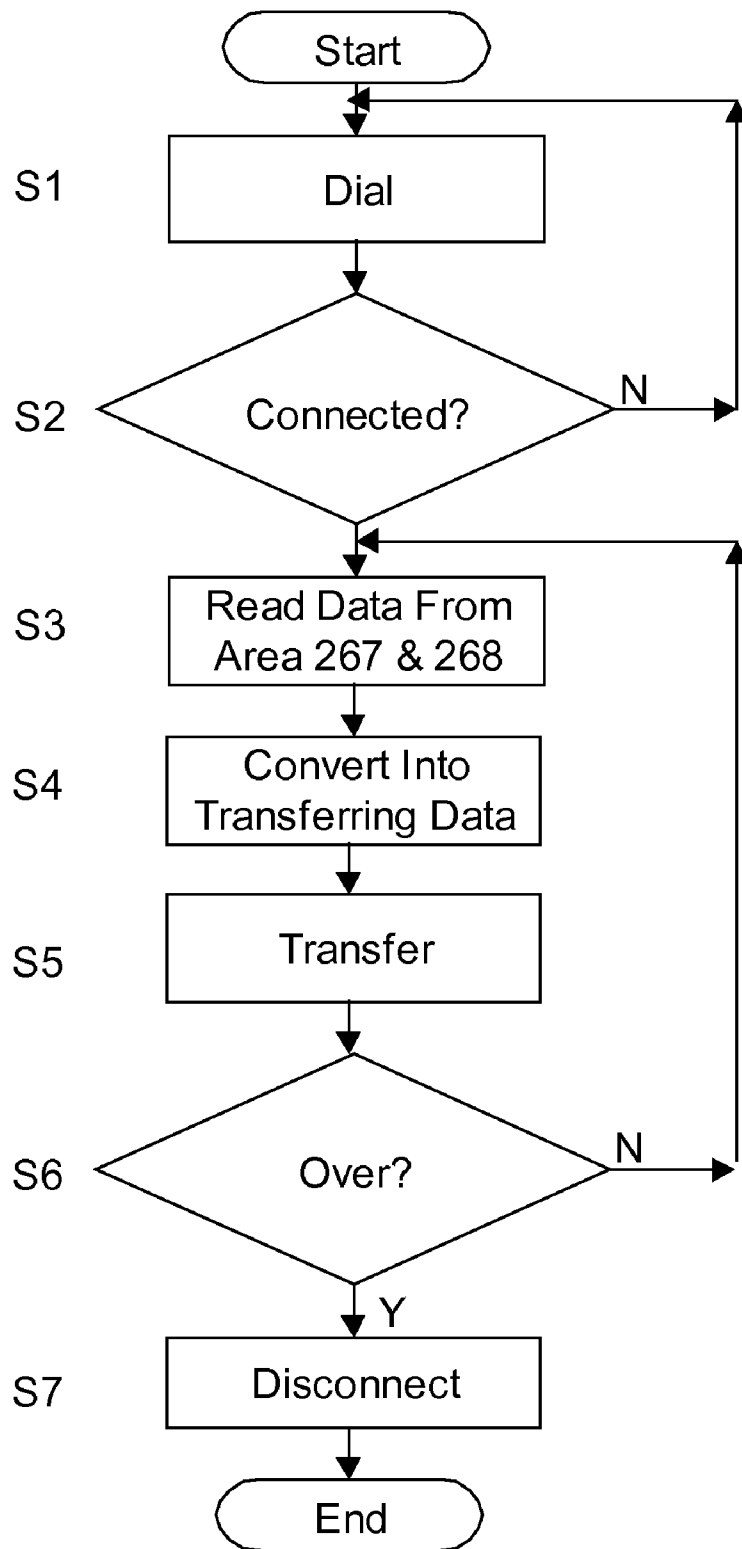 Start
S1
Dial
S2
Connected?
N
S3
Read Data From
Area 267 & 268
S4
Convert Into
Transferring Data
S5
Transfer
S6
Over?
N
Y
S7
Disconnect
End